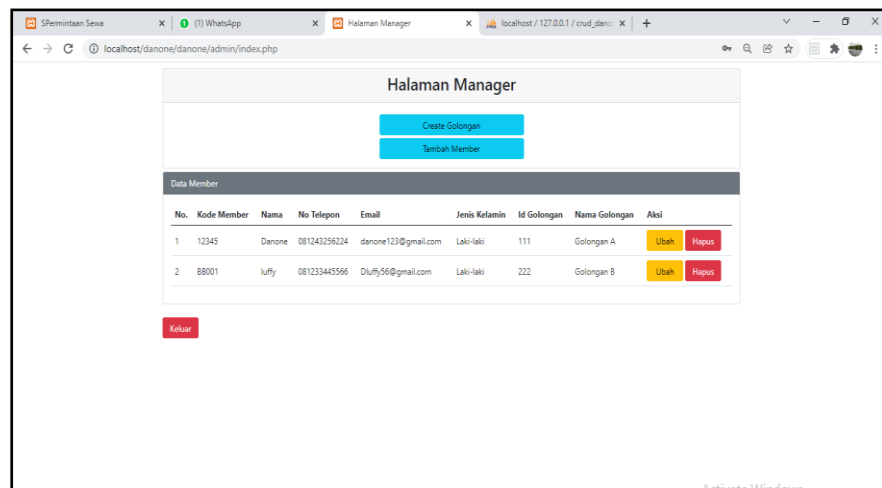 SPermintaan Sewa (1) WhatsApp Halaman Manager localhost / 127.0.0.1 / crud_dano
localhost/danone/danone/admin/index.php
Halaman Manager
Create Golongan
Tambah Member
Data Member
No. Kode Member Nama No Telepon Email Jenis Kelamin Id Golongan Nama Golongan Aksi
1 12345 Danone 081243256224 danone123@gmail.com Laki-laki 111 Golongan A Ubah Hapus
2 BB001 luffy 081233445566 Dluffy56@gmail.com Laki-laki 222 Golongan B Ubah Hapus
Keluar
Activate Windows